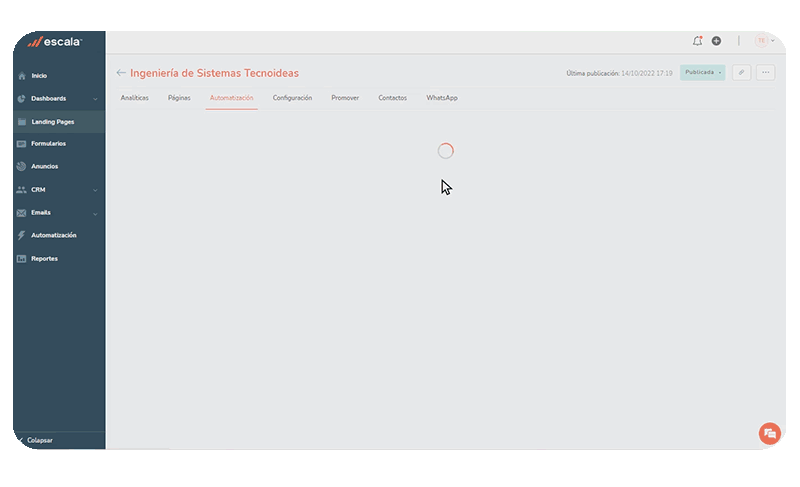 escala™
Inicio
Dashboards
Landing Pages
Formularios
Anuncios
CRM
Emails
Automatización
Reportes
Colapsar
Ingeniería de Sistemas Tecnoideas
Última publicación: 14/10/2022 17:19
Publicada
Analíticas Páginas Automatización Configuración Promover Contactos WhatsApp